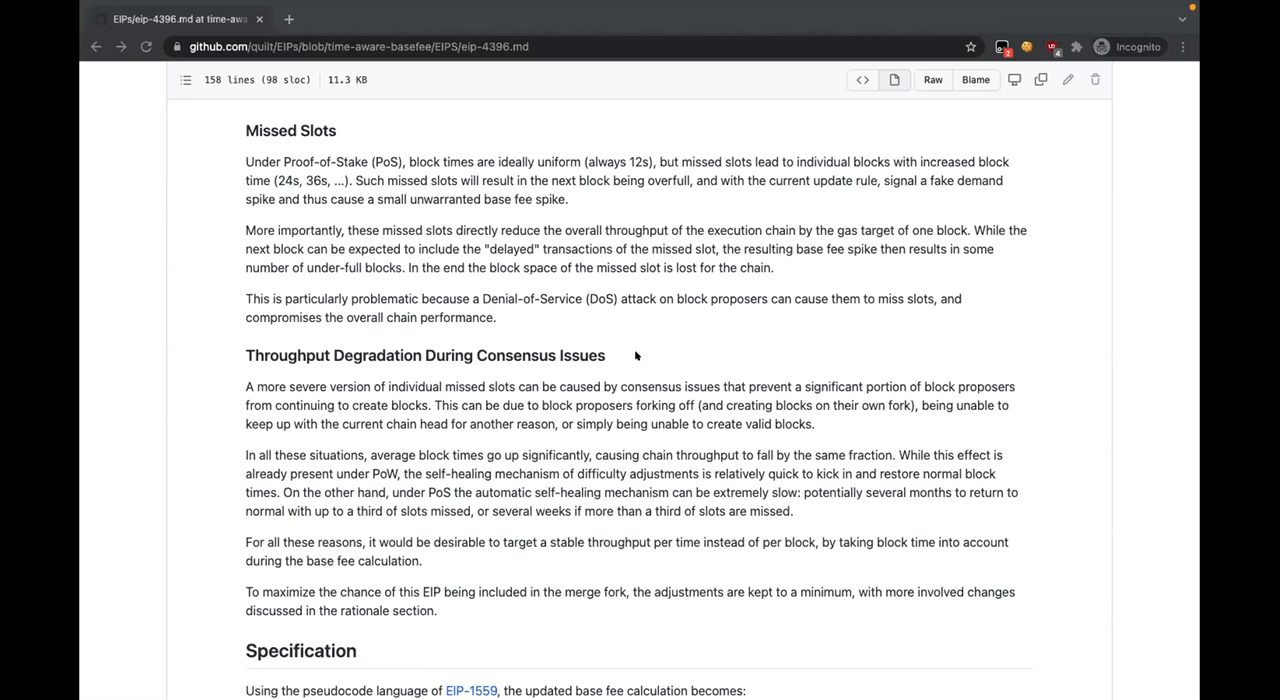 EIPs/eip-4396.md at time-awa
github.com/quilt/EIPs/blob/time-aware-basefee/EIPS/eip-4396.md
2
4
Incognito
158 lines (98 sloc) 11.3 KB
Raw Blame
Missed Slots
Under Proof-of-Stake (PoS), block times are ideally uniform (always 12s), but missed slots lead to individual blocks with increased block
time (24s, 36s, ...). Such missed slots will result in the next block being overfull, and with the current update rule, signal a fake demand
spike and thus cause a small unwarranted base fee spike.
More importantly, these missed slots directly reduce the overall throughput of the execution chain by the gas target of one block. While the
next block can be expected to include the "delayed" transactions of the missed slot, the resulting base fee spike then results in some
number of under-full blocks. In the end the block space of the missed slot is lost for the chain.
This is particularly problematic because a Denial-of-Service (DoS) attack on block proposers can cause them to miss slots, and
compromises the overall chain performance.
Throughput Degradation During Consensus Issues
A more severe version of individual missed slots can be caused by consensus issues that prevent a significant portion of block proposers
from continuing to create blocks. This can be due to block proposers forking off (and creating blocks on their own fork), being unable to
keep up with the current chain head for another reason, or simply being unable to create valid blocks.
In all these situations, average block times go up significantly, causing chain throughput to fall by the same fraction. While this effect is
already present under PoW, the self-healing mechanism of difficulty adjustments is relatively quick to kick in and restore normal block
times. On the other hand, under PoS the automatic self-healing mechanism can be extremely slow: potentially several months to return to
normal with up to a third of slots missed, or several weeks if more than a third of slots are missed.
For all these reasons, it would be desirable to target a stable throughput per time instead of per block, by taking block time into account
during the base fee calculation.
To maximize the chance of this EIP being included in the merge fork, the adjustments are kept to a minimum, with more involved changes
discussed in the rationale section.
Specification
Using the pseudocode language of EIP-1559, the updated base fee calculation becomes: